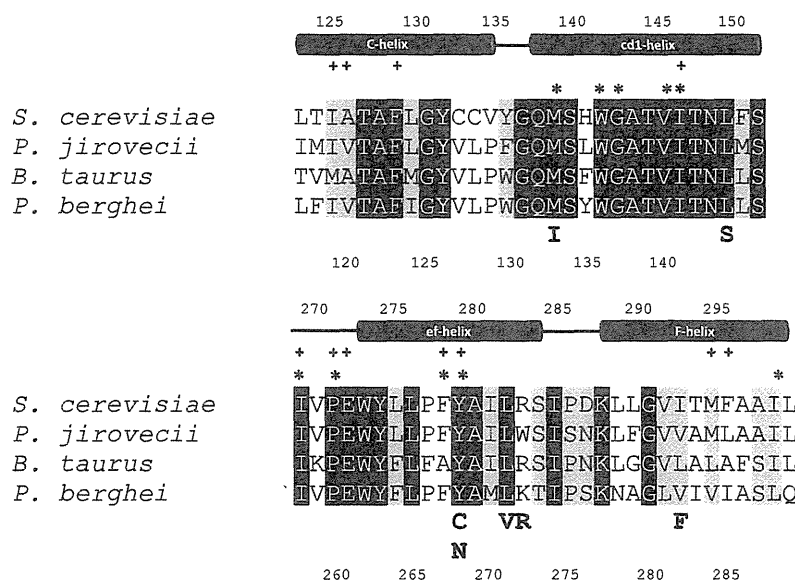 125 130 135 140 145 150
C-helix cd1-helix
+ + + +
* * * * *
S. cerevisiae LTIATAFLGYCCVYGQMSHWGATVITNLFS
P. jirovecii IMIVTAFLGYVLPFGQMSLWGATVITNLMS
B. taurus TVMATAFMGYVLPWGQMSFWGATVITNLLS
P. berghei LFIVTAFIGYVLPWGQMSYWGATVITNLLS
I S
120 125 130 135 140
270 275 280 285 290 295
ef-helix F-helix
+ + + + + + +
* * * * *
S. cerevisiae IVPEWYLLPFYAILRSIPDKLLGVITMFAAIL
P. jirovecii IVPEWYLLPFYAILWSISNKLFGVVAMLAAIL
B. taurus IKPEWYFLFAYAILRSIPNKLGGVLALAFSIL
P. berghei IVPEWYFLPFYAMLKTIPSKNAGLVIVIASLQ
C VR F
N
260 265 270 275 280 285